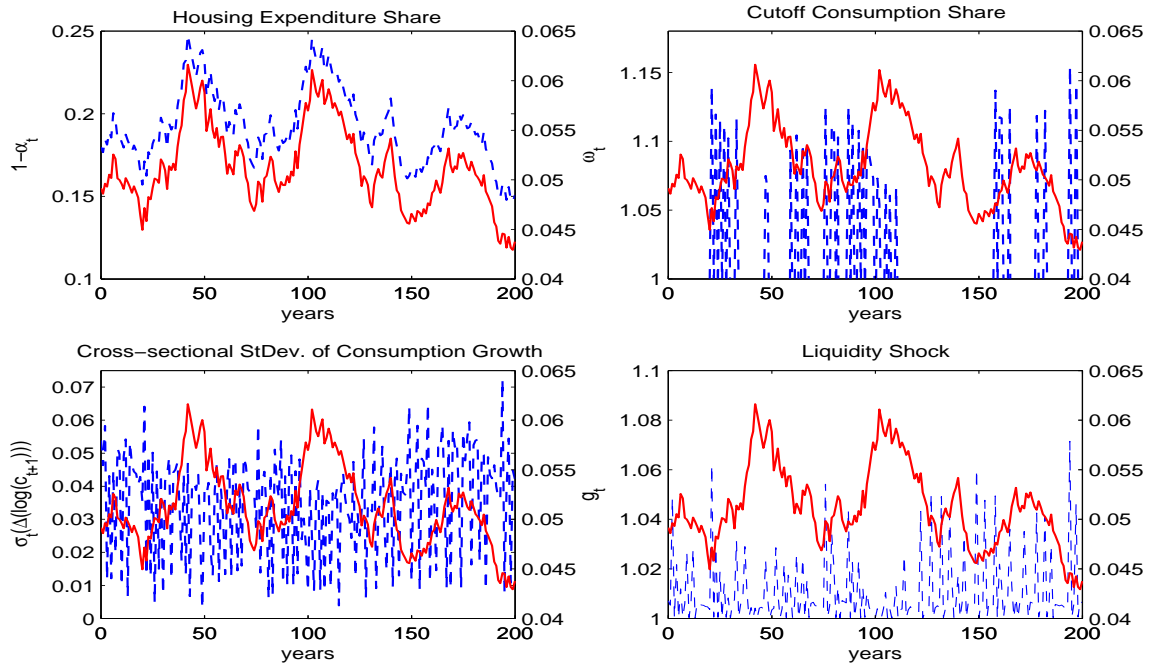 Housing Expenditure Share
0.25
0.2
0.15
0.1
1−αt
0.065
0.06
0.055
0.05
0.045
0.04
0 50 100 150 200
years
Cutoff Consumption Share
1.15
1.1
1.05
1
ωt
0.065
0.06
0.055
0.05
0.045
0.04
0 50 100 150 200
years
Cross−sectional StDev. of Consumption Growth
0.07
0.06
0.05
0.04
0.03
0.02
0.01
0
σt(Δ(log(ct+1)))
0.065
0.06
0.055
0.05
0.045
0.04
0 50 100 150 200
years
Liquidity Shock
1.1
1.08
1.06
1.04
1.02
1
gt
0.065
0.06
0.055
0.05
0.045
0.04
0 50 100 150 200
years